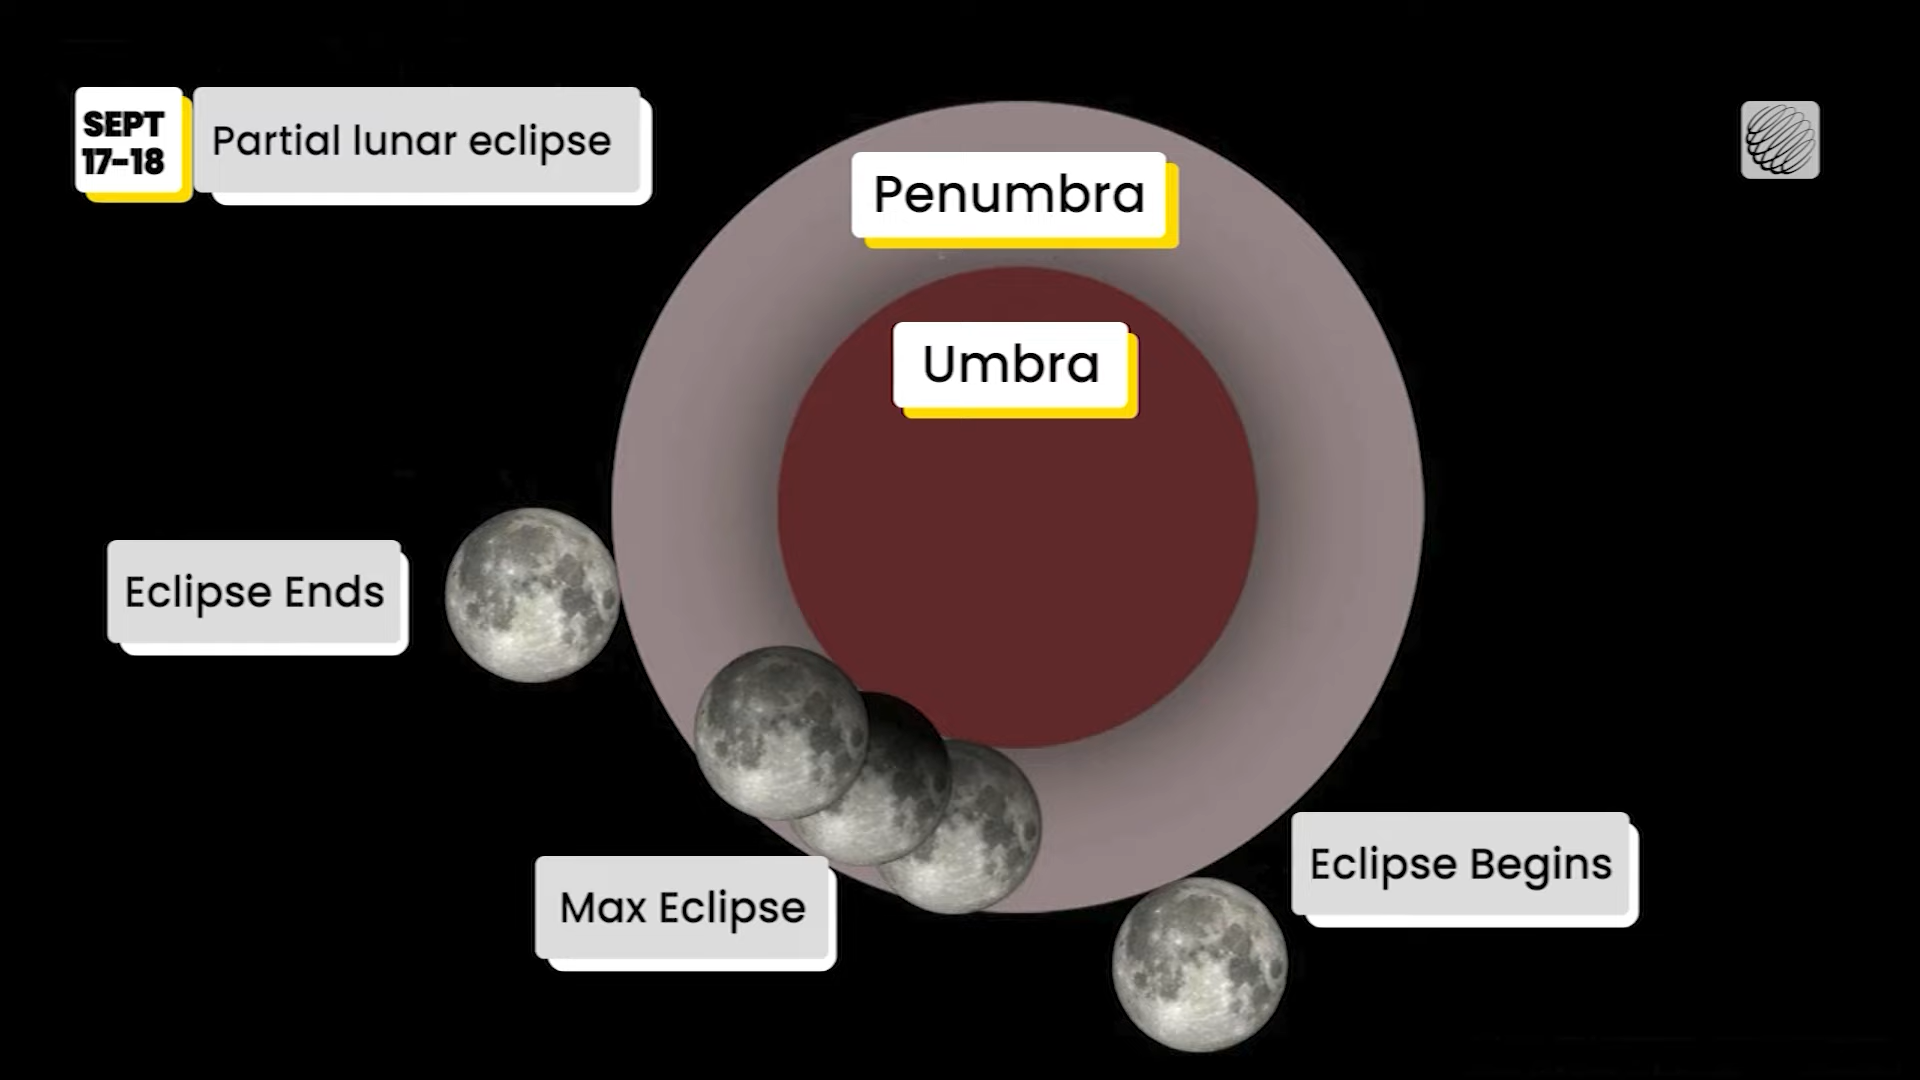 SEPT
17-18
Partial lunar eclipse
Penumbra
Umbra
Eclipse Ends
Max Eclipse
Eclipse Begins